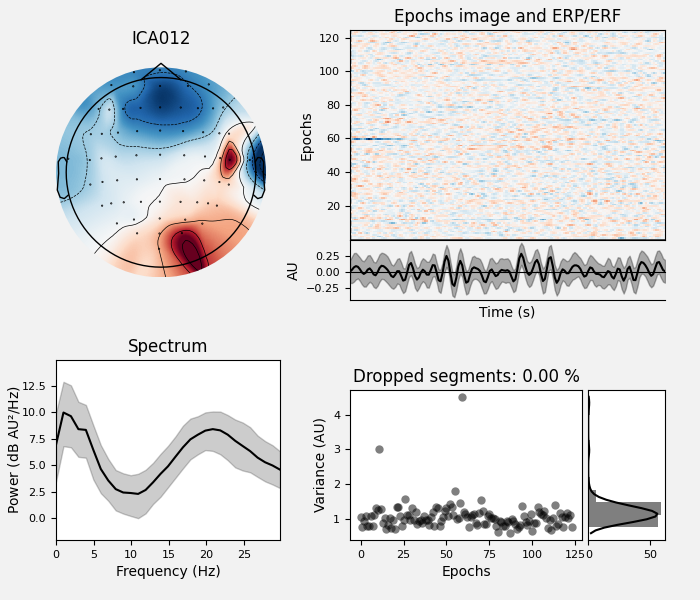 ICA012
Epochs image and ERP/ERF
Epochs
120
100
80
60
40
20
AU
0.25
0.00
−0.25
Time (s)
Spectrum
Power (dB AU²/Hz)
12.5
10.0
7.5
5.0
2.5
0.0
0 5 10 15 20 25
Frequency (Hz)
Dropped segments: 0.00 %
Variance (AU)
4
3
2
1
0 25 50 75 100 125
Epochs
0 50